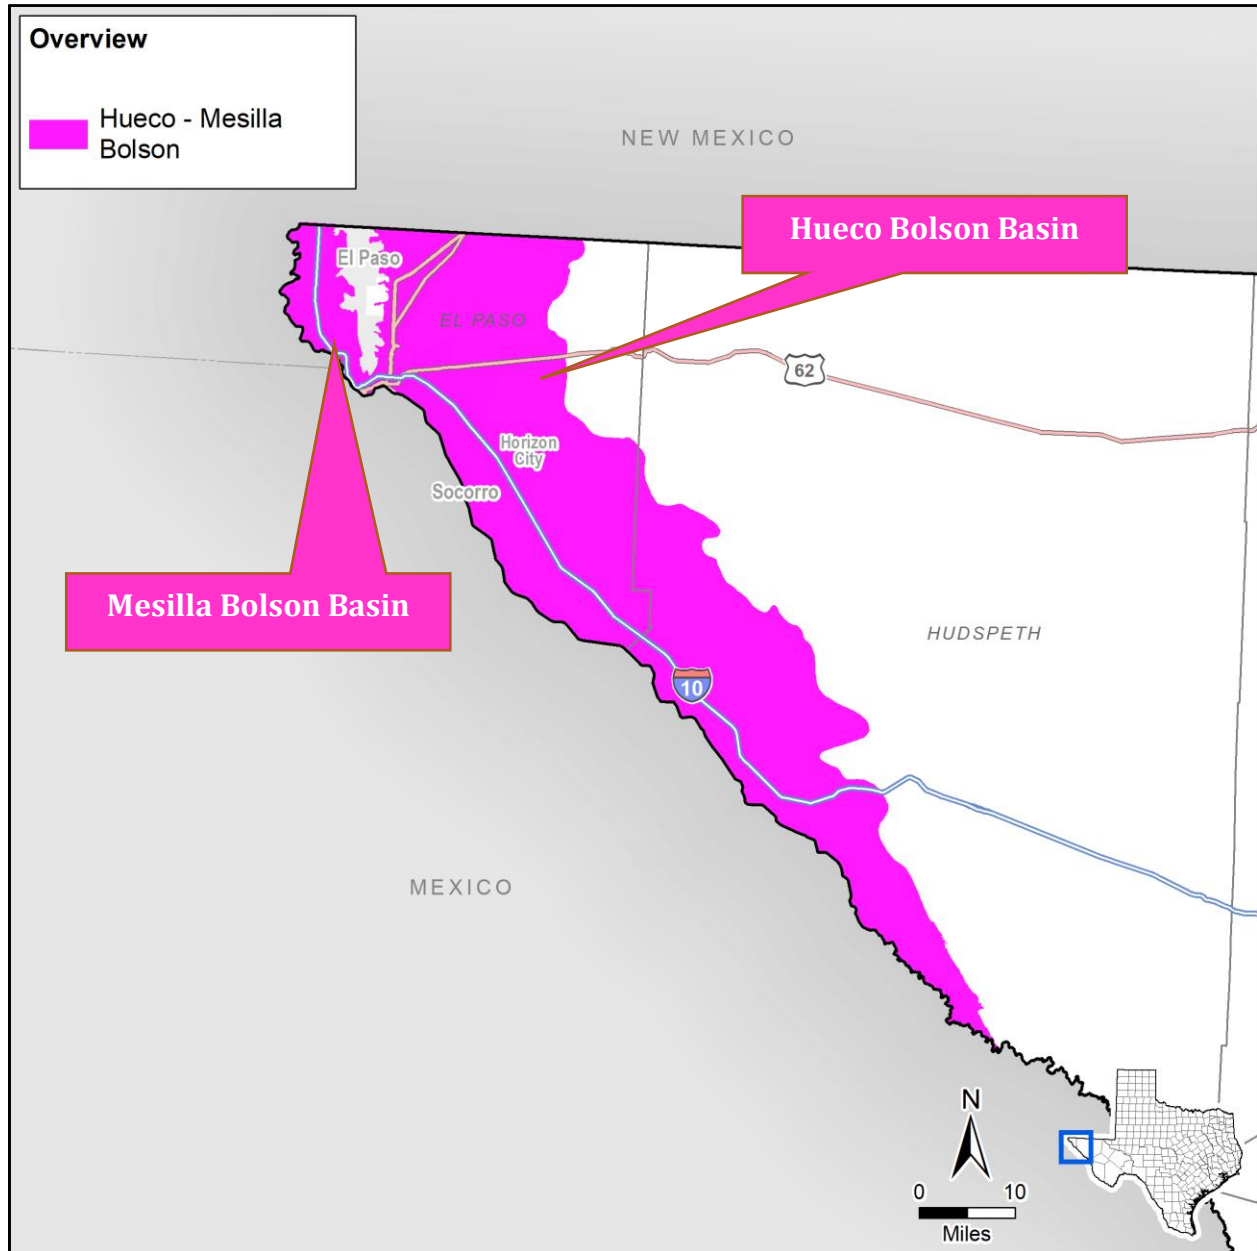 Overview
Hueco - Mesilla
Bolson
NEW MEXICO
Hueco Bolson Basin
El Paso
EL PASO
62
Horizon
City
Socorro
Mesilla Bolson Basin
HUDSPETH
10
MEXICO
N
0 10
Miles